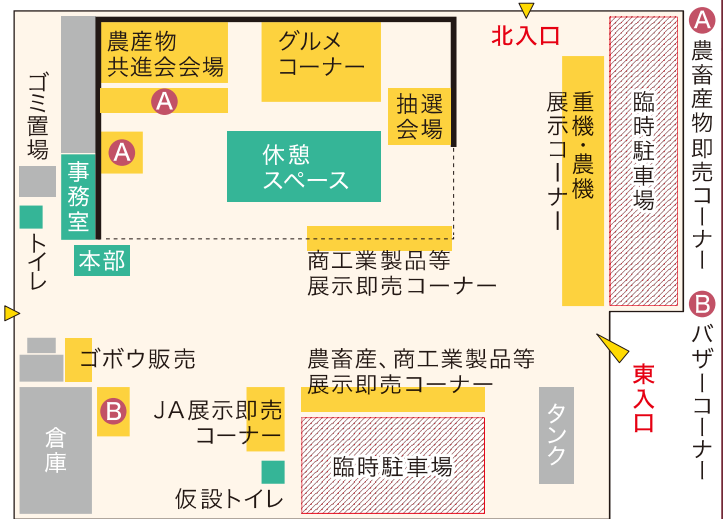 北入口
農産物
共進会会場
グルメ
コーナー
A
A
抽選
会場
休憩
スペース
重機・農機
展示コーナー
臨時駐車場
A 農畜産物即売コーナー
ゴミ置場
事務室
トイレ
本部
商工業製品等
展示即売コーナー
B バザーコーナー
東入口
ゴボウ販売
農畜産、商工業製品等
展示即売コーナー
B
JA展示即売
コーナー
倉庫
タンク
臨時駐車場
仮設トイレ